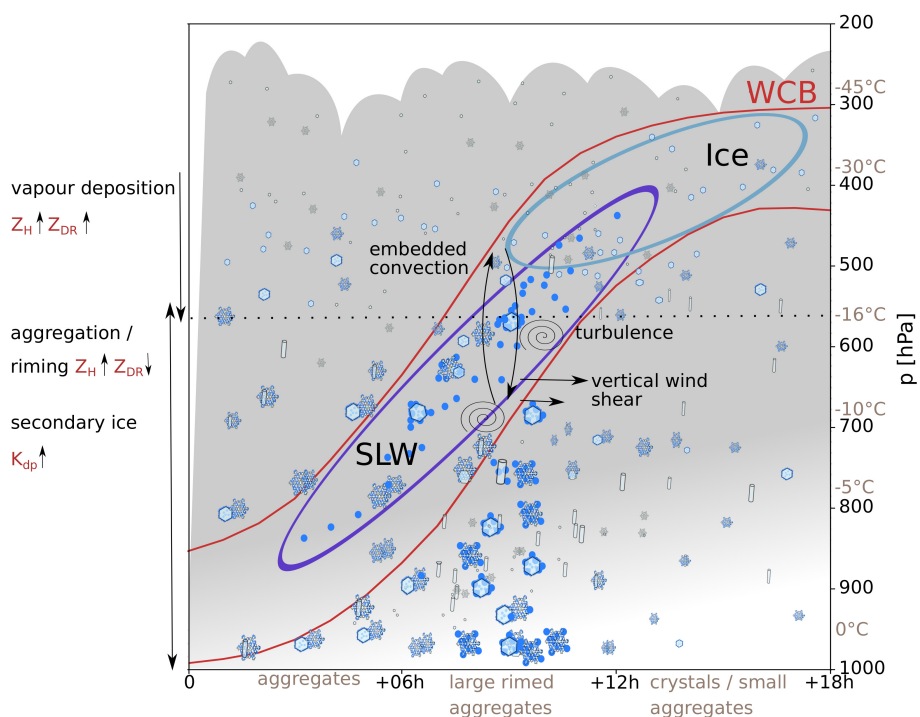 200
-45°C
WCB
300
Ice
-30°C
vapour deposition
400
Z_H ↑ Z_DR ↑
embedded
convection
500
-16°C
aggregation /
turbulence
600
riming Z_H ↑ Z_DR ↓
p [hPa]
vertical wind
shear
-10°C
secondary ice
700
K_dp ↑
SLW
-5°C
800
900
0°C
1000
0
aggregates
+06h
large rimed
aggregates
+12h
crystals / small
aggregates
+18h